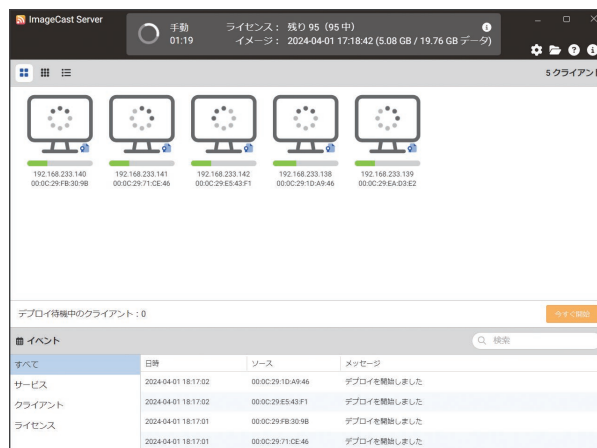 ImageCast Server
手動
01:19
ライセンス： 残り 95（95 中）
イメージ： 2024-04-01 17:18:42 (5.08 GB / 19.76 GB データ)
5 クライアント
192.168.233.140
00:0C:29:FB:30:9B
192.168.233.141
00:0C:29:71:CE:46
192.168.233.142
00:0C:29:E5:43:F1
192.168.233.138
00:0C:29:1D:A9:46
192.168.233.139
00:0C:29:EA:D3:E2
デプロイ待機中のクライアント : 0
今すぐ開始
イベント
検索
すべて
サービス
クライアント
ライセンス
日時 ソース メッセージ
2024-04-01 18:17:02 00:0C:29:1D:A9:46 デプロイを開始しました
2024-04-01 18:17:02 00:0C:29:E5:43:F1 デプロイを開始しました
2024-04-01 18:17:01 00:0C:29:FB:30:9B デプロイを開始しました
2024-04-01 18:17:01 00:0C:29:71:CE:46 デプロイを開始しました